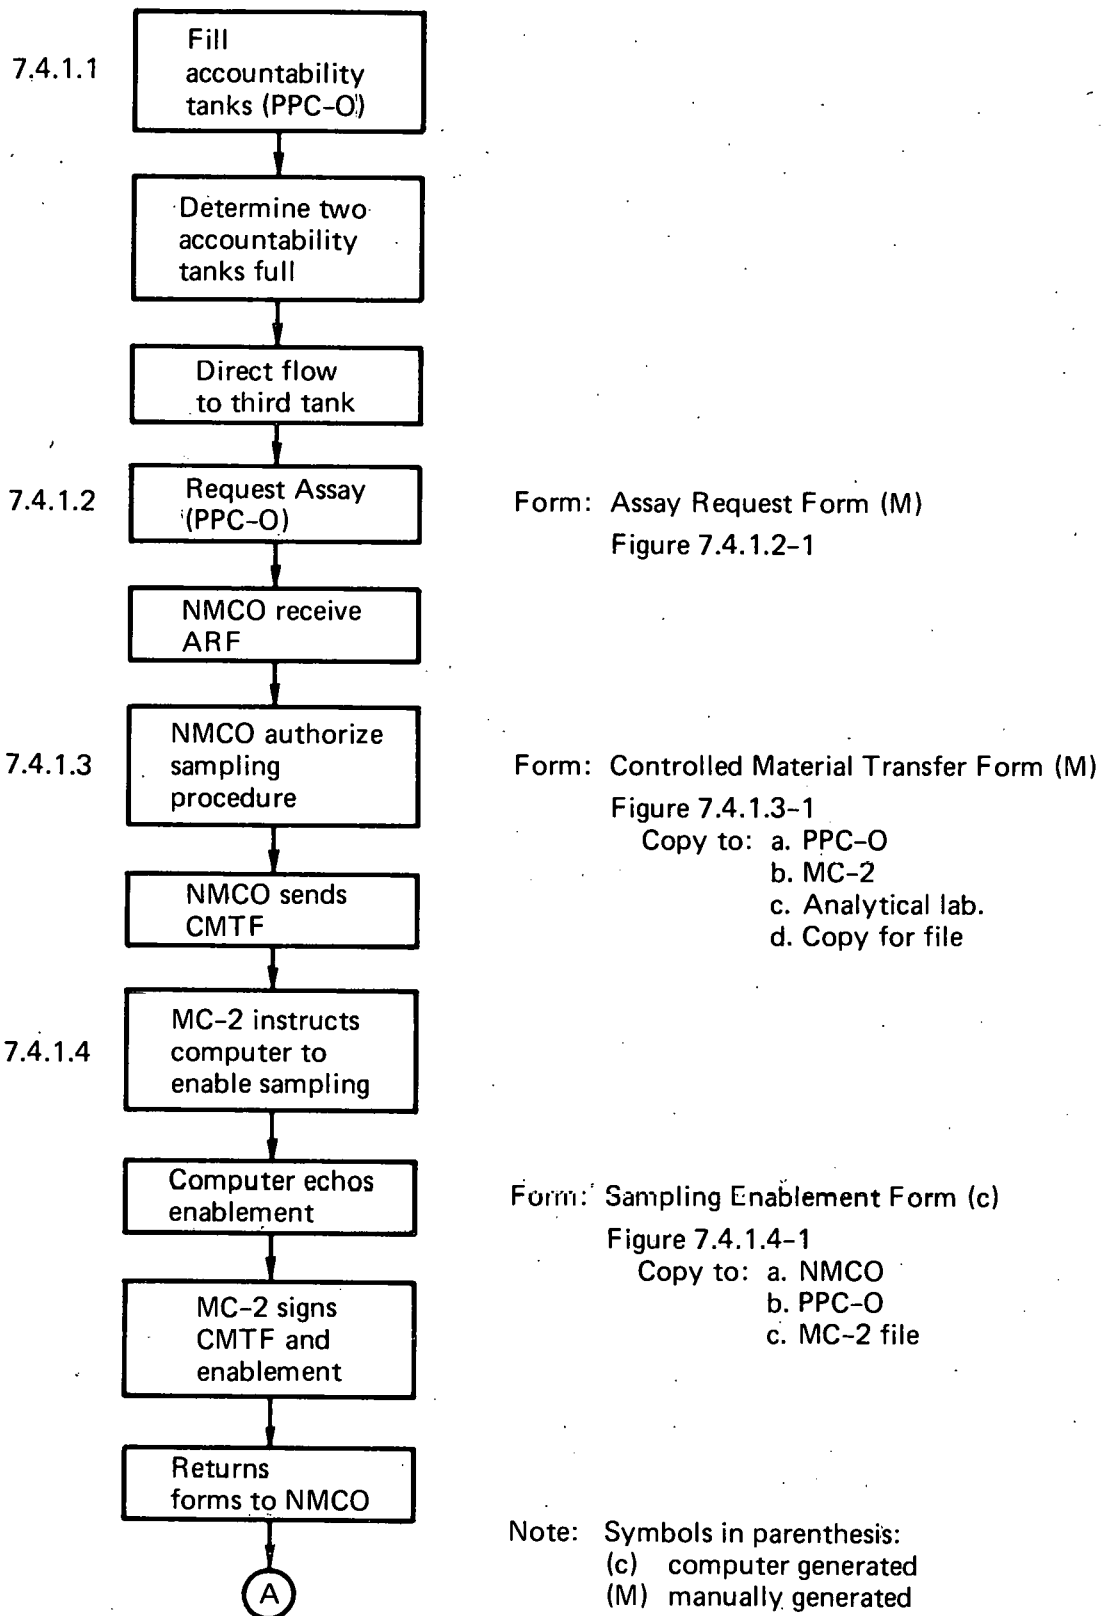 Fill
7.4.1.1
accountability
tanks (PPC-O)
Determine two
accountability
tanks full
Direct flow
to third tank
7.4.1.2
Request Assay
(PPC-O)
Form: Assay Request Form (M)
Figure 7.4.1.2-1
NMCO receive
ARF
7.4.1.3
NMCO authorize
sampling
procedure
Form: Controlled Material Transfer Form (M)
Figure 7.4.1.3-1
Copy to: a. PPC-O
b. MC-2
c. Analytical lab.
d. Copy for file
NMCO sends
CMTF
7.4.1.4
MC-2 instructs
computer to
enable sampling
Computer echos
enablement
Form: Sampling Enablement Form (c)
Figure 7.4.1.4-1
Copy to: a. NMCO
b. PPC-O
c. MC-2 file
MC-2 signs
CMTF and
enablement
Returns
forms to NMCO
A
Note: Symbols in parenthesis:
(c) computer generated
(M) manually generated